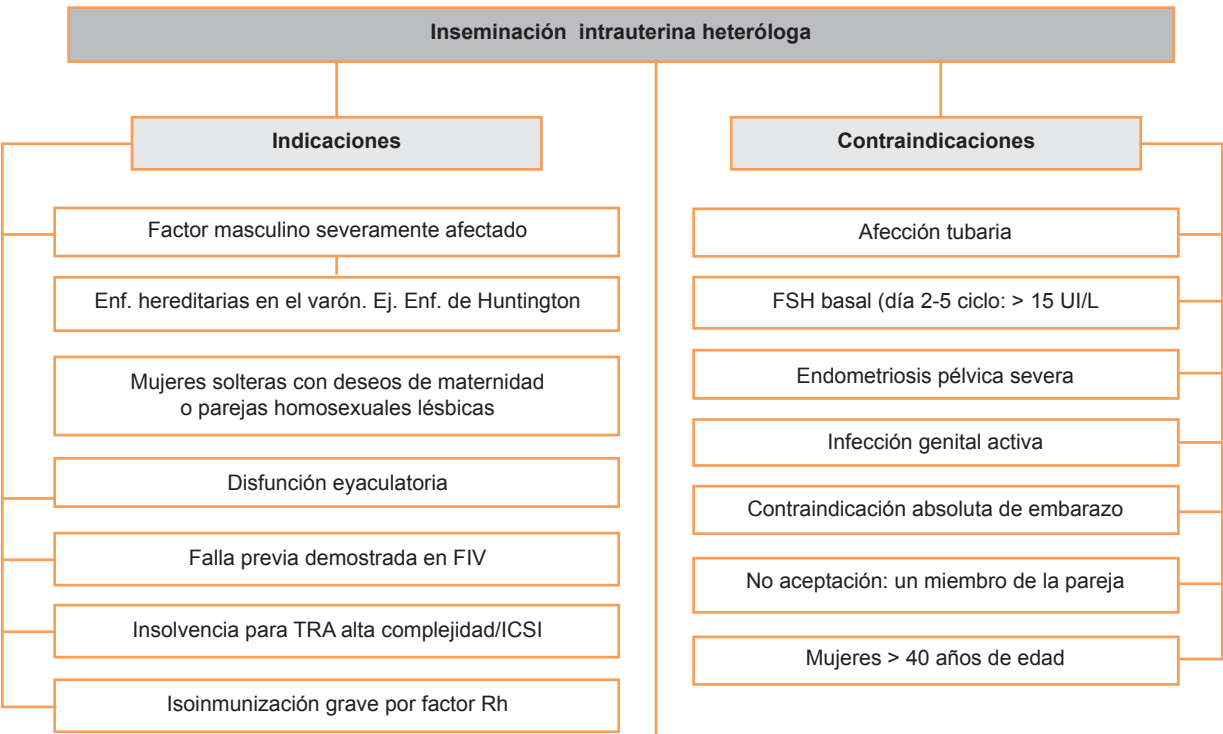 Inseminación intrauterina heteróloga
Indicaciones
Factor masculino severamente afectado
Enf. hereditarias en el varón. Ej. Enf. de Huntington
Mujeres solteras con deseos de maternidad
o parejas homosexuales lésbicas
Disfunción eyaculatoria
Falla previa demostrada en FIV
Insolvencia para TRA alta complejidad/ICSI
Isoinmunización grave por factor Rh
Contraindicaciones
Afección tubaria
FSH basal (día 2-5 ciclo: > 15 UI/L
Endometriosis pélvica severa
Infección genital activa
Contraindicación absoluta de embarazo
No aceptación: un miembro de la pareja
Mujeres > 40 años de edad